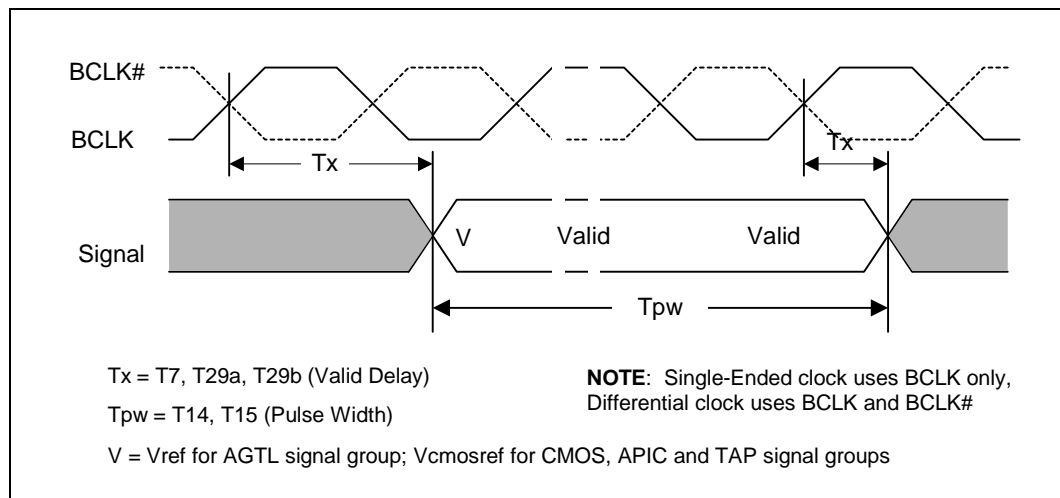 BCLK#
BCLK
Tx
Tx
Signal
V
Valid
Valid
Tpw
Tx = T7, T29a, T29b (Valid Delay)
Tpw = T14, T15 (Pulse Width)
V = Vref for AGTL signal group; Vcmosref for CMOS, APIC and TAP signal groups
NOTE: Single-Ended clock uses BCLK only,
Differential clock uses BCLK and BCLK#